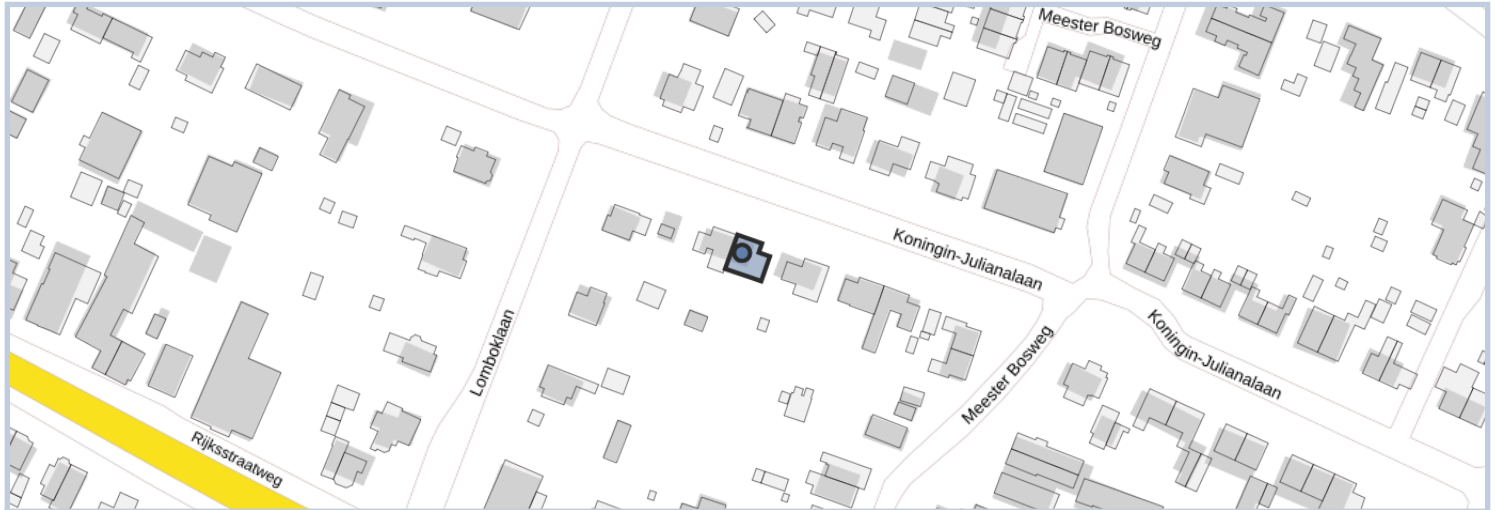 Meester Bosweg
Koningin-Julianalaan
Koningin-Julianalaan
Lomboklaan
Meester Bosweg
Rijksstraatweg